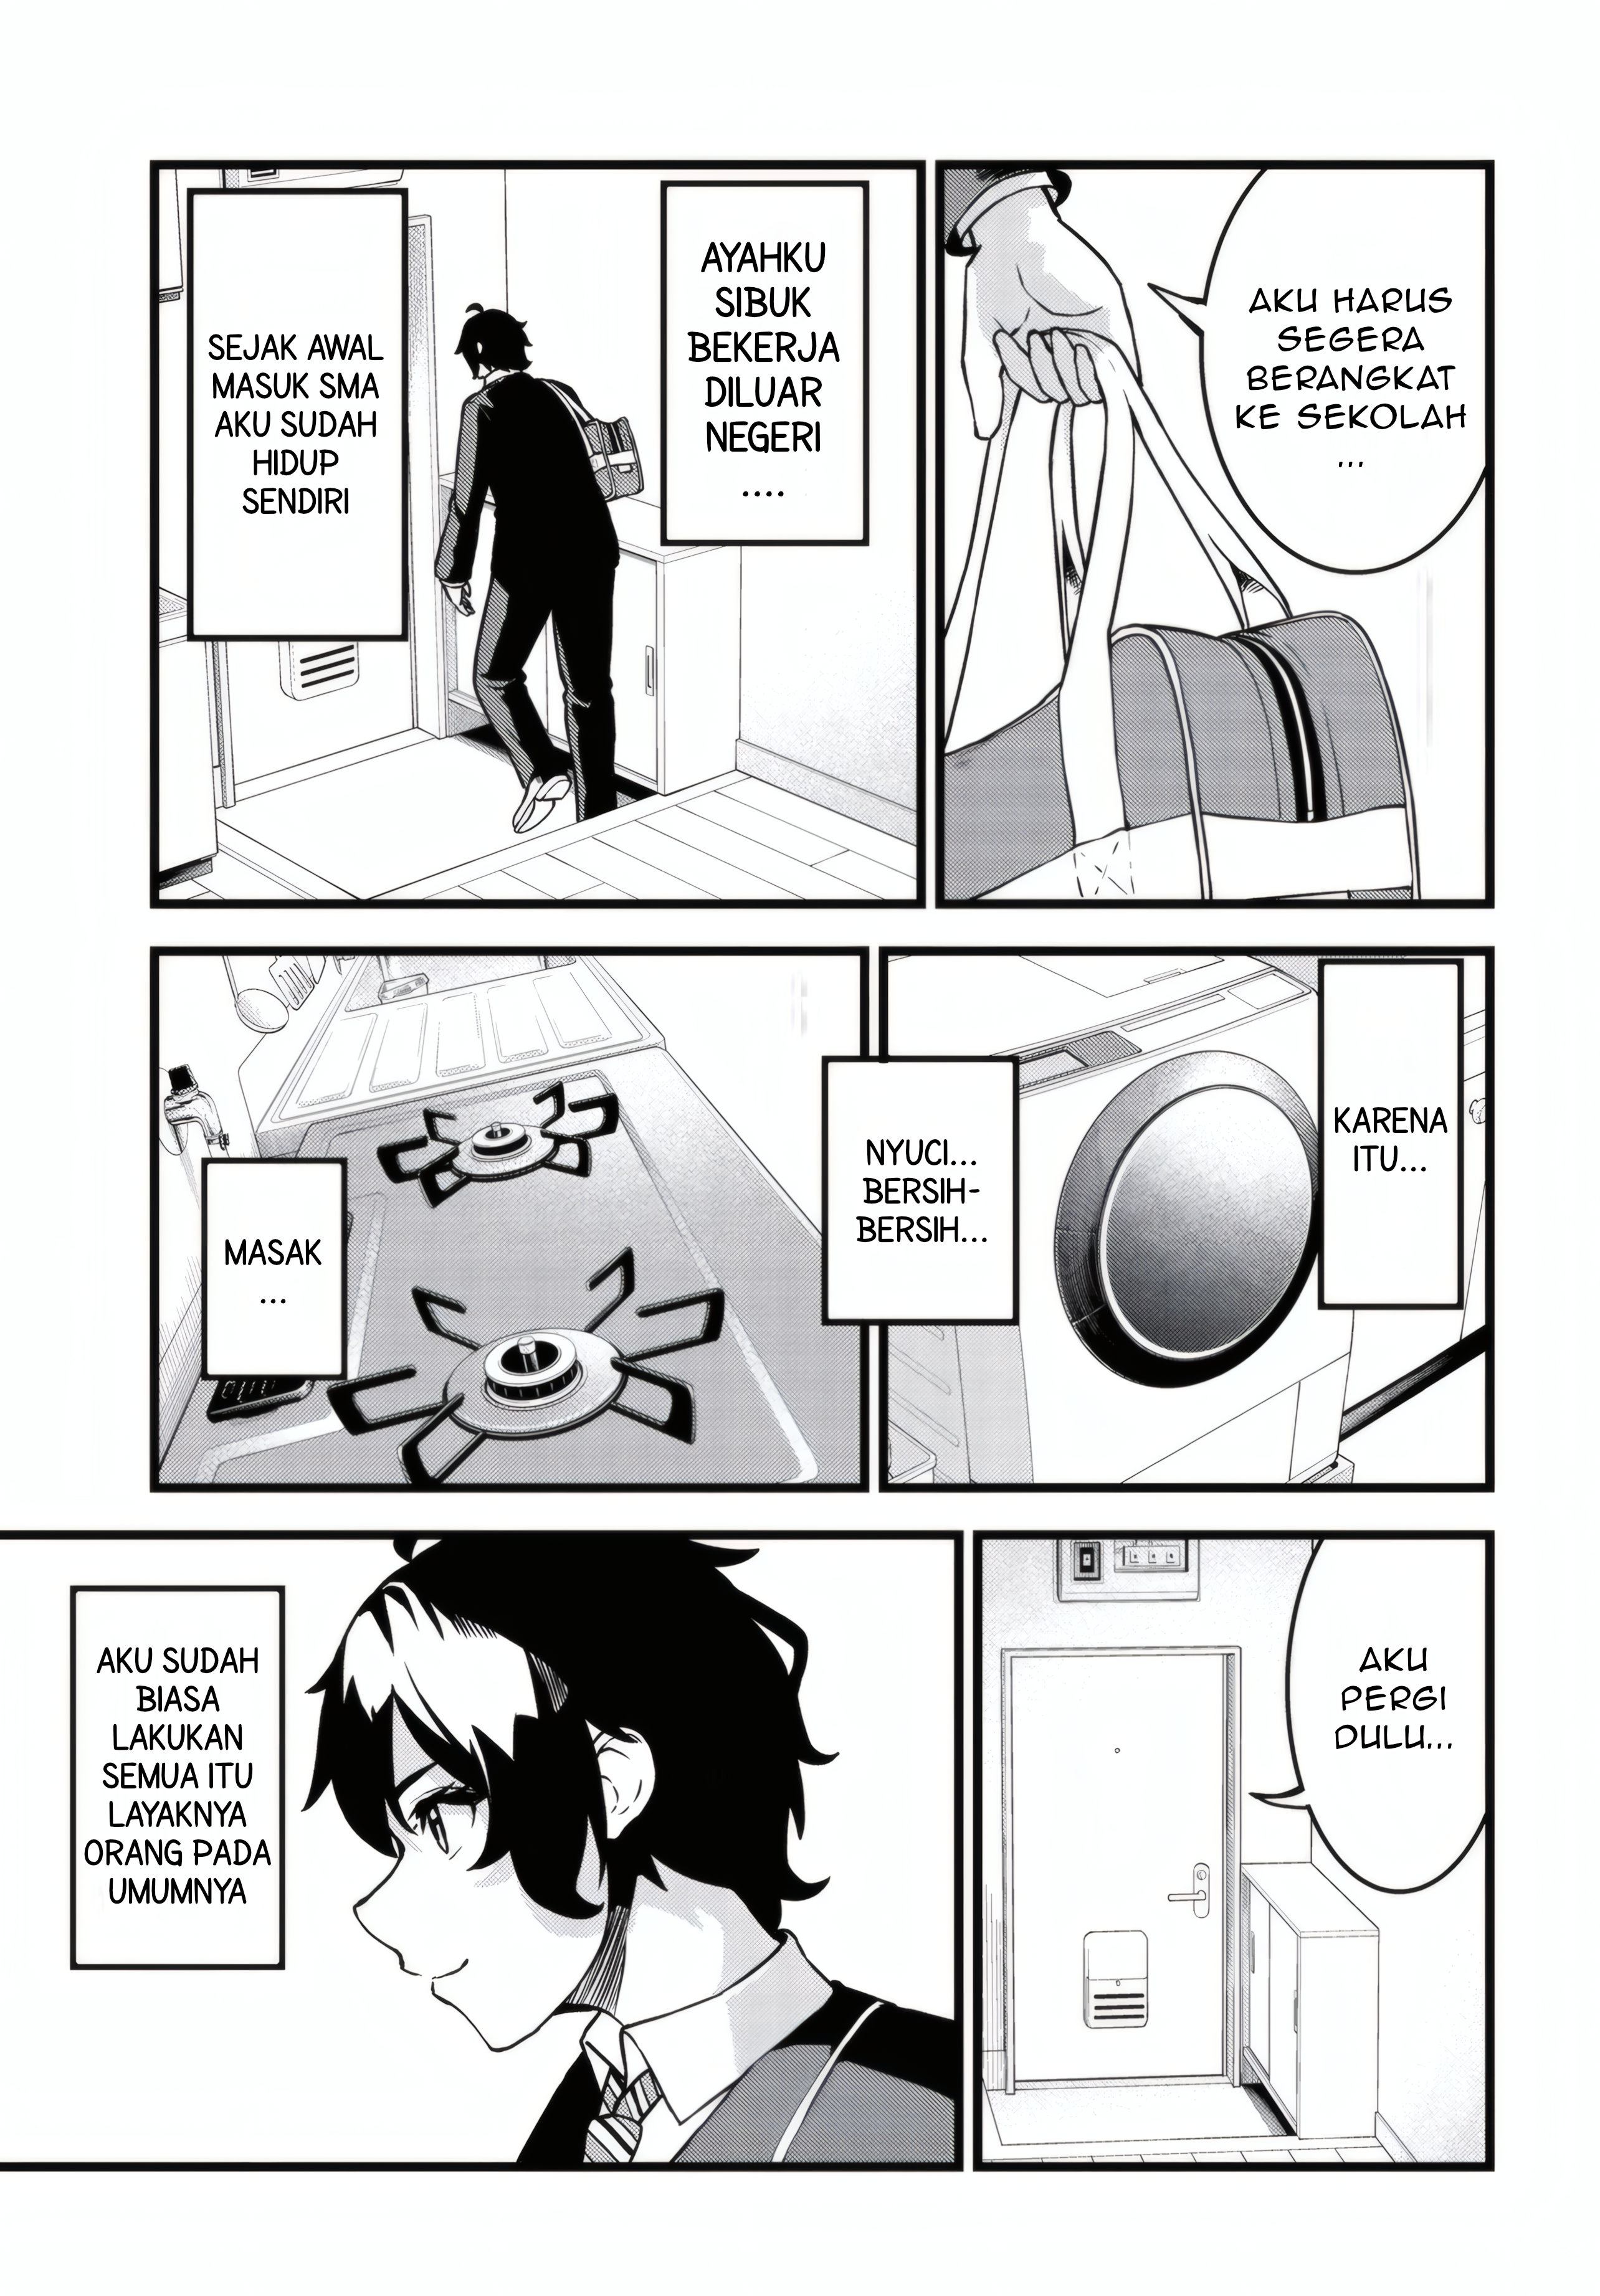 AKU HARUS
SEGERA
BERANGKAT
KE SEKOLAH
...
AYAHKU
SIBUK
BEKERJA
DILUAR
NEGERI
....
SEJAK AWAL
MASUK SMA
AKU SUDAH
HIDUP
SENDIRI
KARENA
ITU...
NYUCI...
BERSIH-
BERSIH...
MASAK
...
AKU
PERGI
DULU...
AKU SUDAH
BIASA
LAKUKAN
SEMUA ITU
LAYAKNYA
ORANG PADA
UMUMNYA